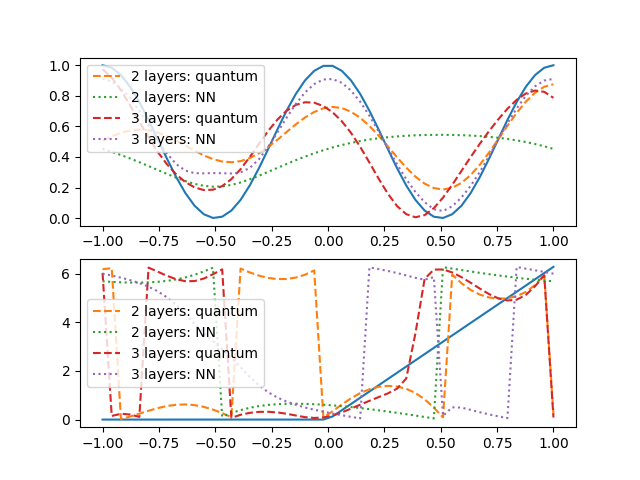 1.0
0.8
0.6
0.4
0.2
0.0
2 layers: quantum
2 layers: NN
3 layers: quantum
3 layers: NN
−1.00 −0.75 −0.50 −0.25 0.00 0.25 0.50 0.75 1.00
6
4
2
0
2 layers: quantum
2 layers: NN
3 layers: quantum
3 layers: NN
−1.00 −0.75 −0.50 −0.25 0.00 0.25 0.50 0.75 1.00